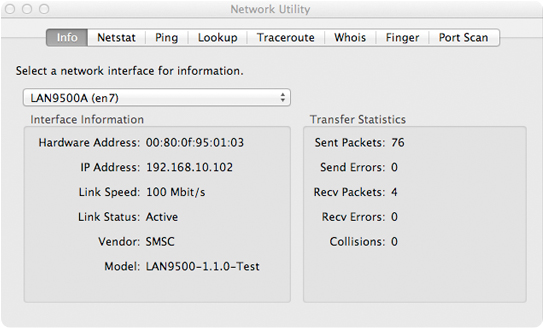 Network Utility
Info Netstat Ping Lookup Traceroute Whois Finger Port Scan
Select a network interface for information.
LAN9500A (en7)
Interface Information
Hardware Address: 00:80:0f:95:01:03
IP Address: 192.168.10.102
Link Speed: 100 Mbit/s
Link Status: Active
Vendor: SMSC
Model: LAN9500-1.1.0-Test
Transfer Statistics
Sent Packets: 76
Send Errors: 0
Recv Packets: 4
Recv Errors: 0
Collisions: 0